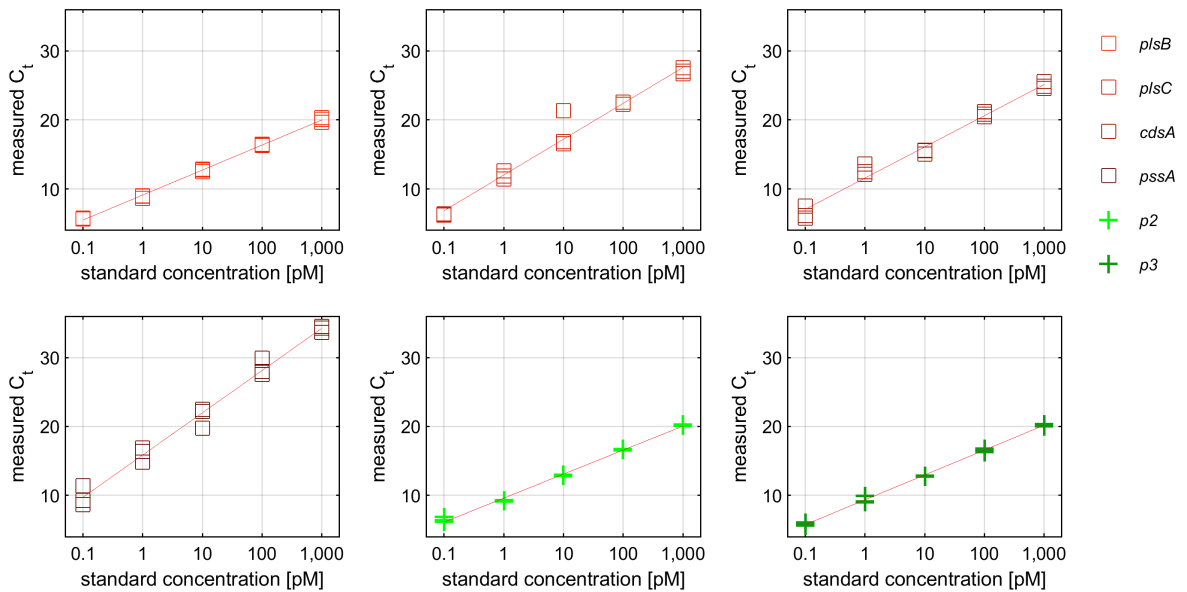 measured Ct
30
20
10
0.1 1 10 100 1,000
standard concentration [pM]
measured Ct
30
20
10
0.1 1 10 100 1,000
standard concentration [pM]
measured Ct
30
20
10
0.1 1 10 100 1,000
standard concentration [pM]
plsB
plsC
cdsA
pssA
p2
p3
measured Ct
30
20
10
0.1 1 10 100 1,000
standard concentration [pM]
measured Ct
30
20
10
0.1 1 10 100 1,000
standard concentration [pM]
measured Ct
30
20
10
0.1 1 10 100 1,000
standard concentration [pM]